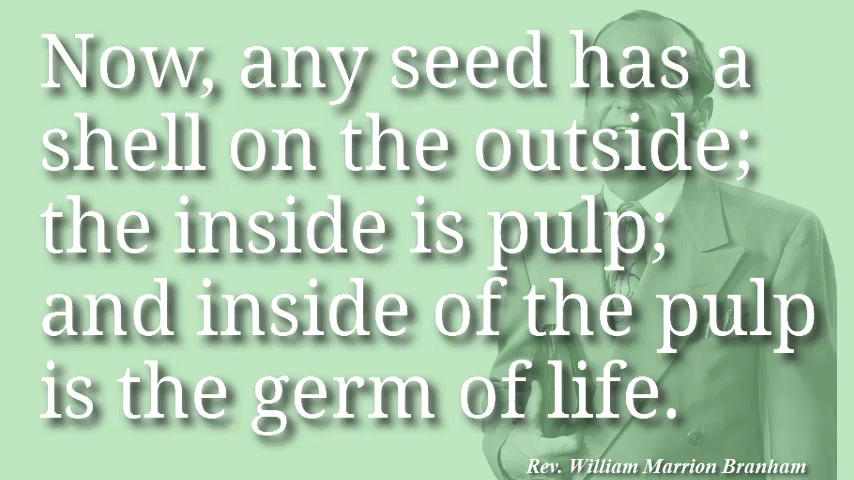 Now, any seed has a
shell on the outside;
the inside is pulp;
and inside of the pulp
is the germ of life.
Rev. William Marrion Branham